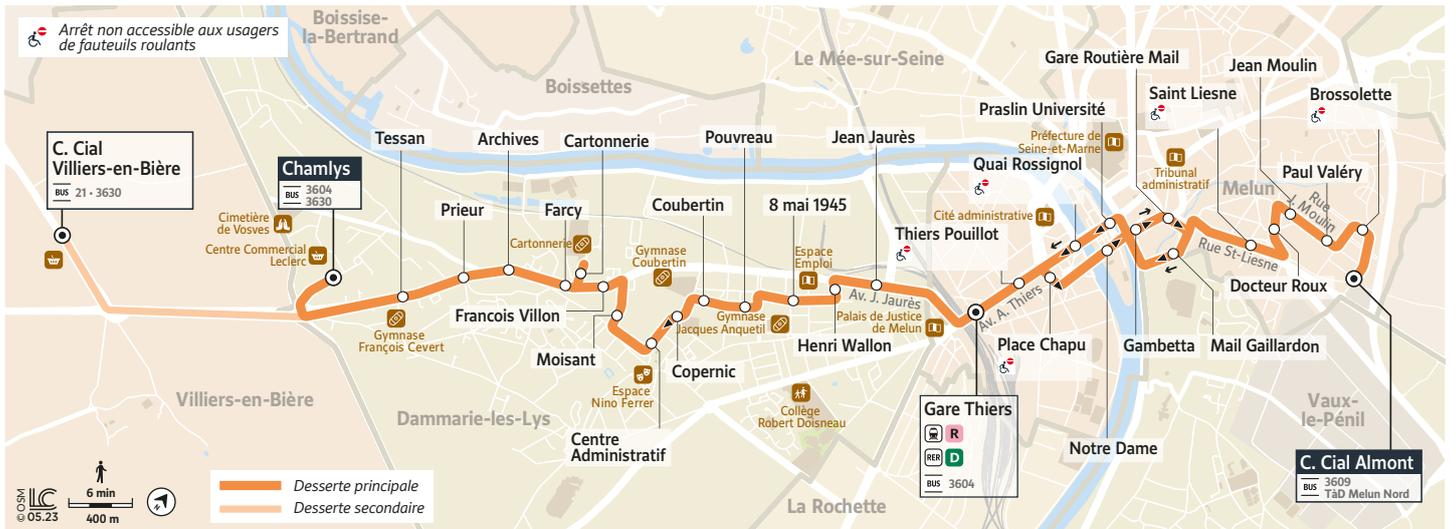 Arrêt non accessible aux usagers
de fauteuils roulants
Boissise-
la-Bertrand
Boissettes
Le Mée-sur-Seine
Gare Routière Mail
Jean Moulin
Saint Liesne
Brossolette
Praslin Université
Préfecture de
Seine-et-Marne
Quai Rossignol
Tribunal
administratif
Melun
Paul Valéry
Rue
J. Moulin
C. Cial
Villiers-en-Bière
BUS 21 • 3630
Chamlys
BUS 3604
3630
Tessan
Archives
Cartonnerie
Pouvreau
Jean Jaurès
Prieur
Farcy
Coubertin
8 mai 1945
Cité administrative
Thiers Pouillot
Cimetière
de Vosves
Centre Commercial
Leclerc
Cartonnerie
Gymnase
Coubertin
Espace
Emploi
Rue St-Liesne
Docteur Roux
Av. J. Jaurès
Av. A. Thiers
Francois Villon
Gymnase
Jacques Anquetil
Palais de Justice
de Melun
Gymnase
François Cevert
Moisant
Copernic
Henri Wallon
Place Chapu
Gambetta
Mail Gaillardon
Espace
Nino Ferrer
Collège
Robert Doisneau
Villiers-en-Bière
Dammarie-les-Lys
Centre
Administratif
Gare Thiers
R
RER D
BUS 3604
Notre Dame
Vaux-
le-Pénil
C. Cial Almont
BUS 3609
TàD Melun Nord
La Rochette
© OSM
LC
05.23
6 min
400 m
Desserte principale
Desserte secondaire